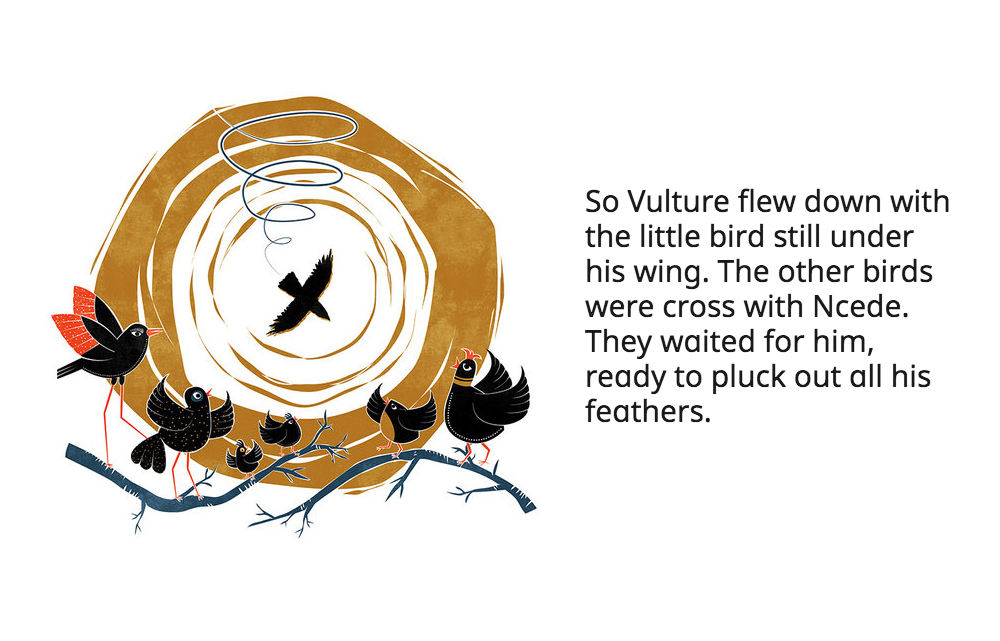 So Vulture flew down with
the little bird still under
his wing. The other birds
were cross with Ncede.
They waited for him,
ready to pluck out all his
feathers.